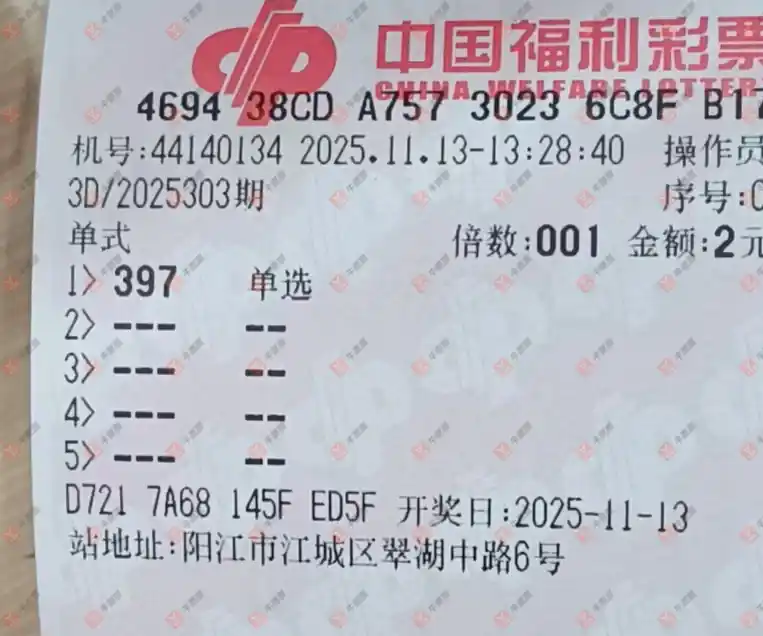 中国福利彩票
CHINA WELFARE LOTTERY
4694 38CD A757 3023 6C8F B17
机号:44140134 2025.11.13-13:28:40 操作员
3D/2025303期 序号:
单式 倍数:001 金额:2元
1> 397 单选
2> --- --
3> --- --
4> --- --
5> --- --
D721 7A68 145F ED5F 开奖日:2025-11-13
站地址:阳江市江城区翠湖中路6号